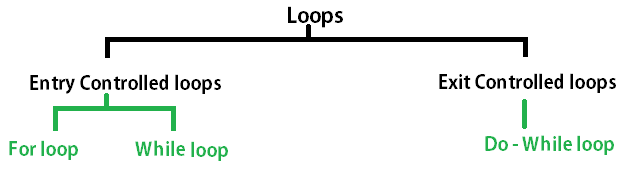 Loops
Entry Controlled loops
Exit Controlled loops
For loop
While loop
Do - While loop